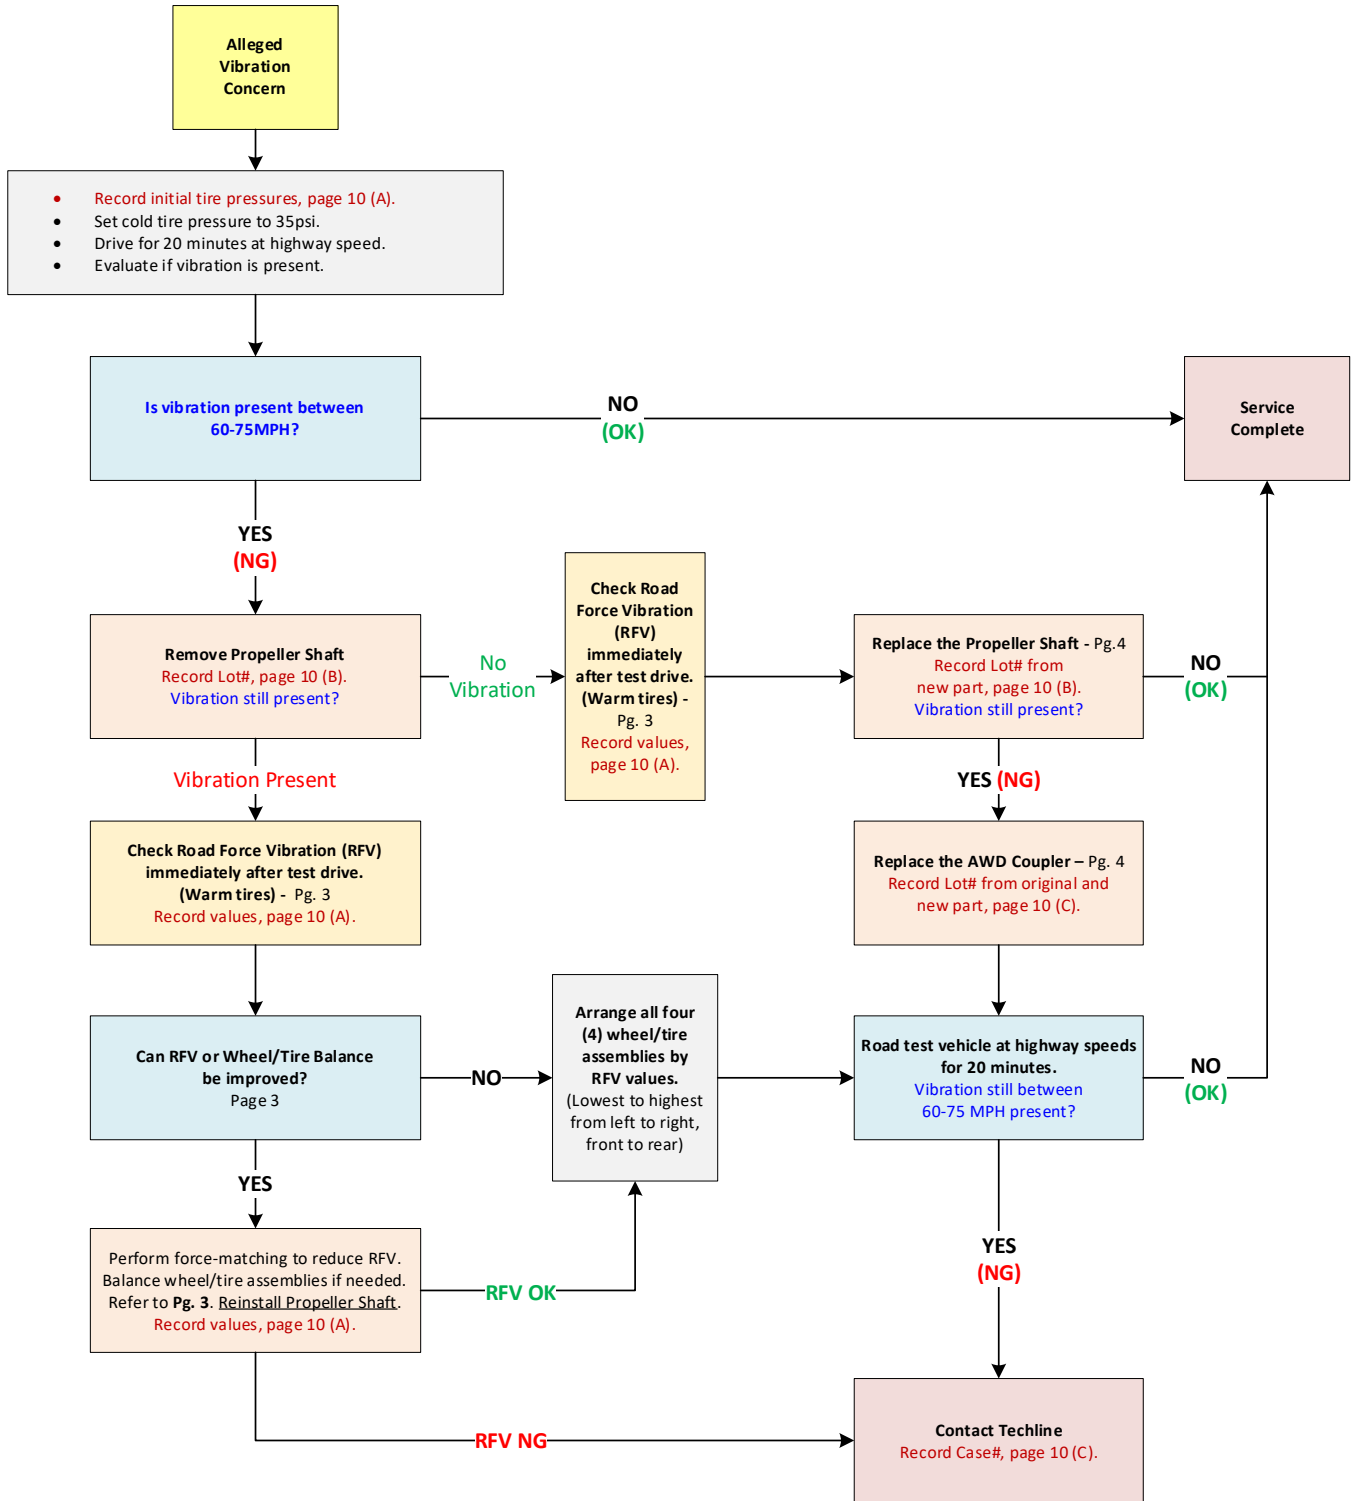 Alleged
Vibration
Concern
• Record initial tire pressures, page 10 (A).
• Set cold tire pressure to 35psi.
• Drive for 20 minutes at highway speed.
• Evaluate if vibration is present.
Is vibration present between
60-75MPH?
NO
(OK)
Service
Complete
YES
(NG)
Remove Propeller Shaft
Record Lot#, page 10 (B).
Vibration still present?
No
Vibration
Check Road
Force Vibration
(RFV)
immediately
after test drive.
(Warm tires) -
Pg. 3
Record values,
page 10 (A).
Replace the Propeller Shaft - Pg.4
Record Lot# from
new part, page 10 (B).
Vibration still present?
NO
(OK)
Vibration Present
YES (NG)
Check Road Force Vibration (RFV)
immediately after test drive.
(Warm tires) - Pg. 3
Record values, page 10 (A).
Replace the AWD Coupler – Pg. 4
Record Lot# from original and
new part, page 10 (C).
Can RFV or Wheel/Tire Balance
be improved?
Page 3
NO
Arrange all four
(4) wheel/tire
assemblies by
RFV values.
(Lowest to highest
from left to right,
front to rear)
Road test vehicle at highway speeds
for 20 minutes.
Vibration still between
60-75 MPH present?
NO
(OK)
YES
Perform force-matching to reduce RFV.
Balance wheel/tire assemblies if needed.
Refer to Pg. 3. Reinstall Propeller Shaft.
Record values, page 10 (A).
RFV OK
YES
(NG)
RFV NG
Contact Techline
Record Case#, page 10 (C).